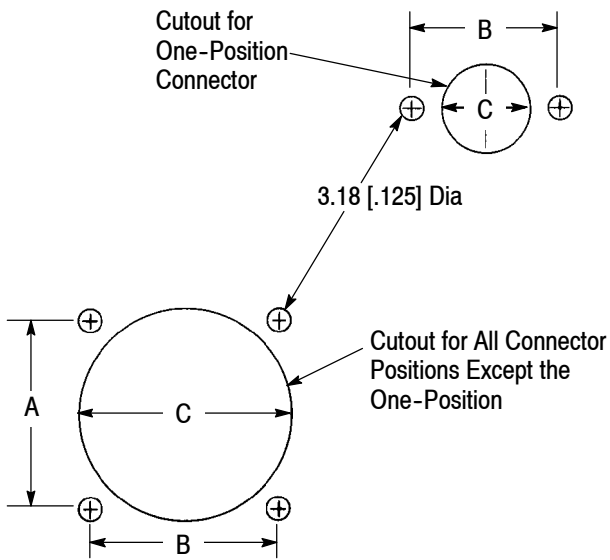 Cutout for
One-Position
Connector
B
C
3.18 [.125] Dia
Cutout for All Connector
Positions Except the
One-Position
A
C
B